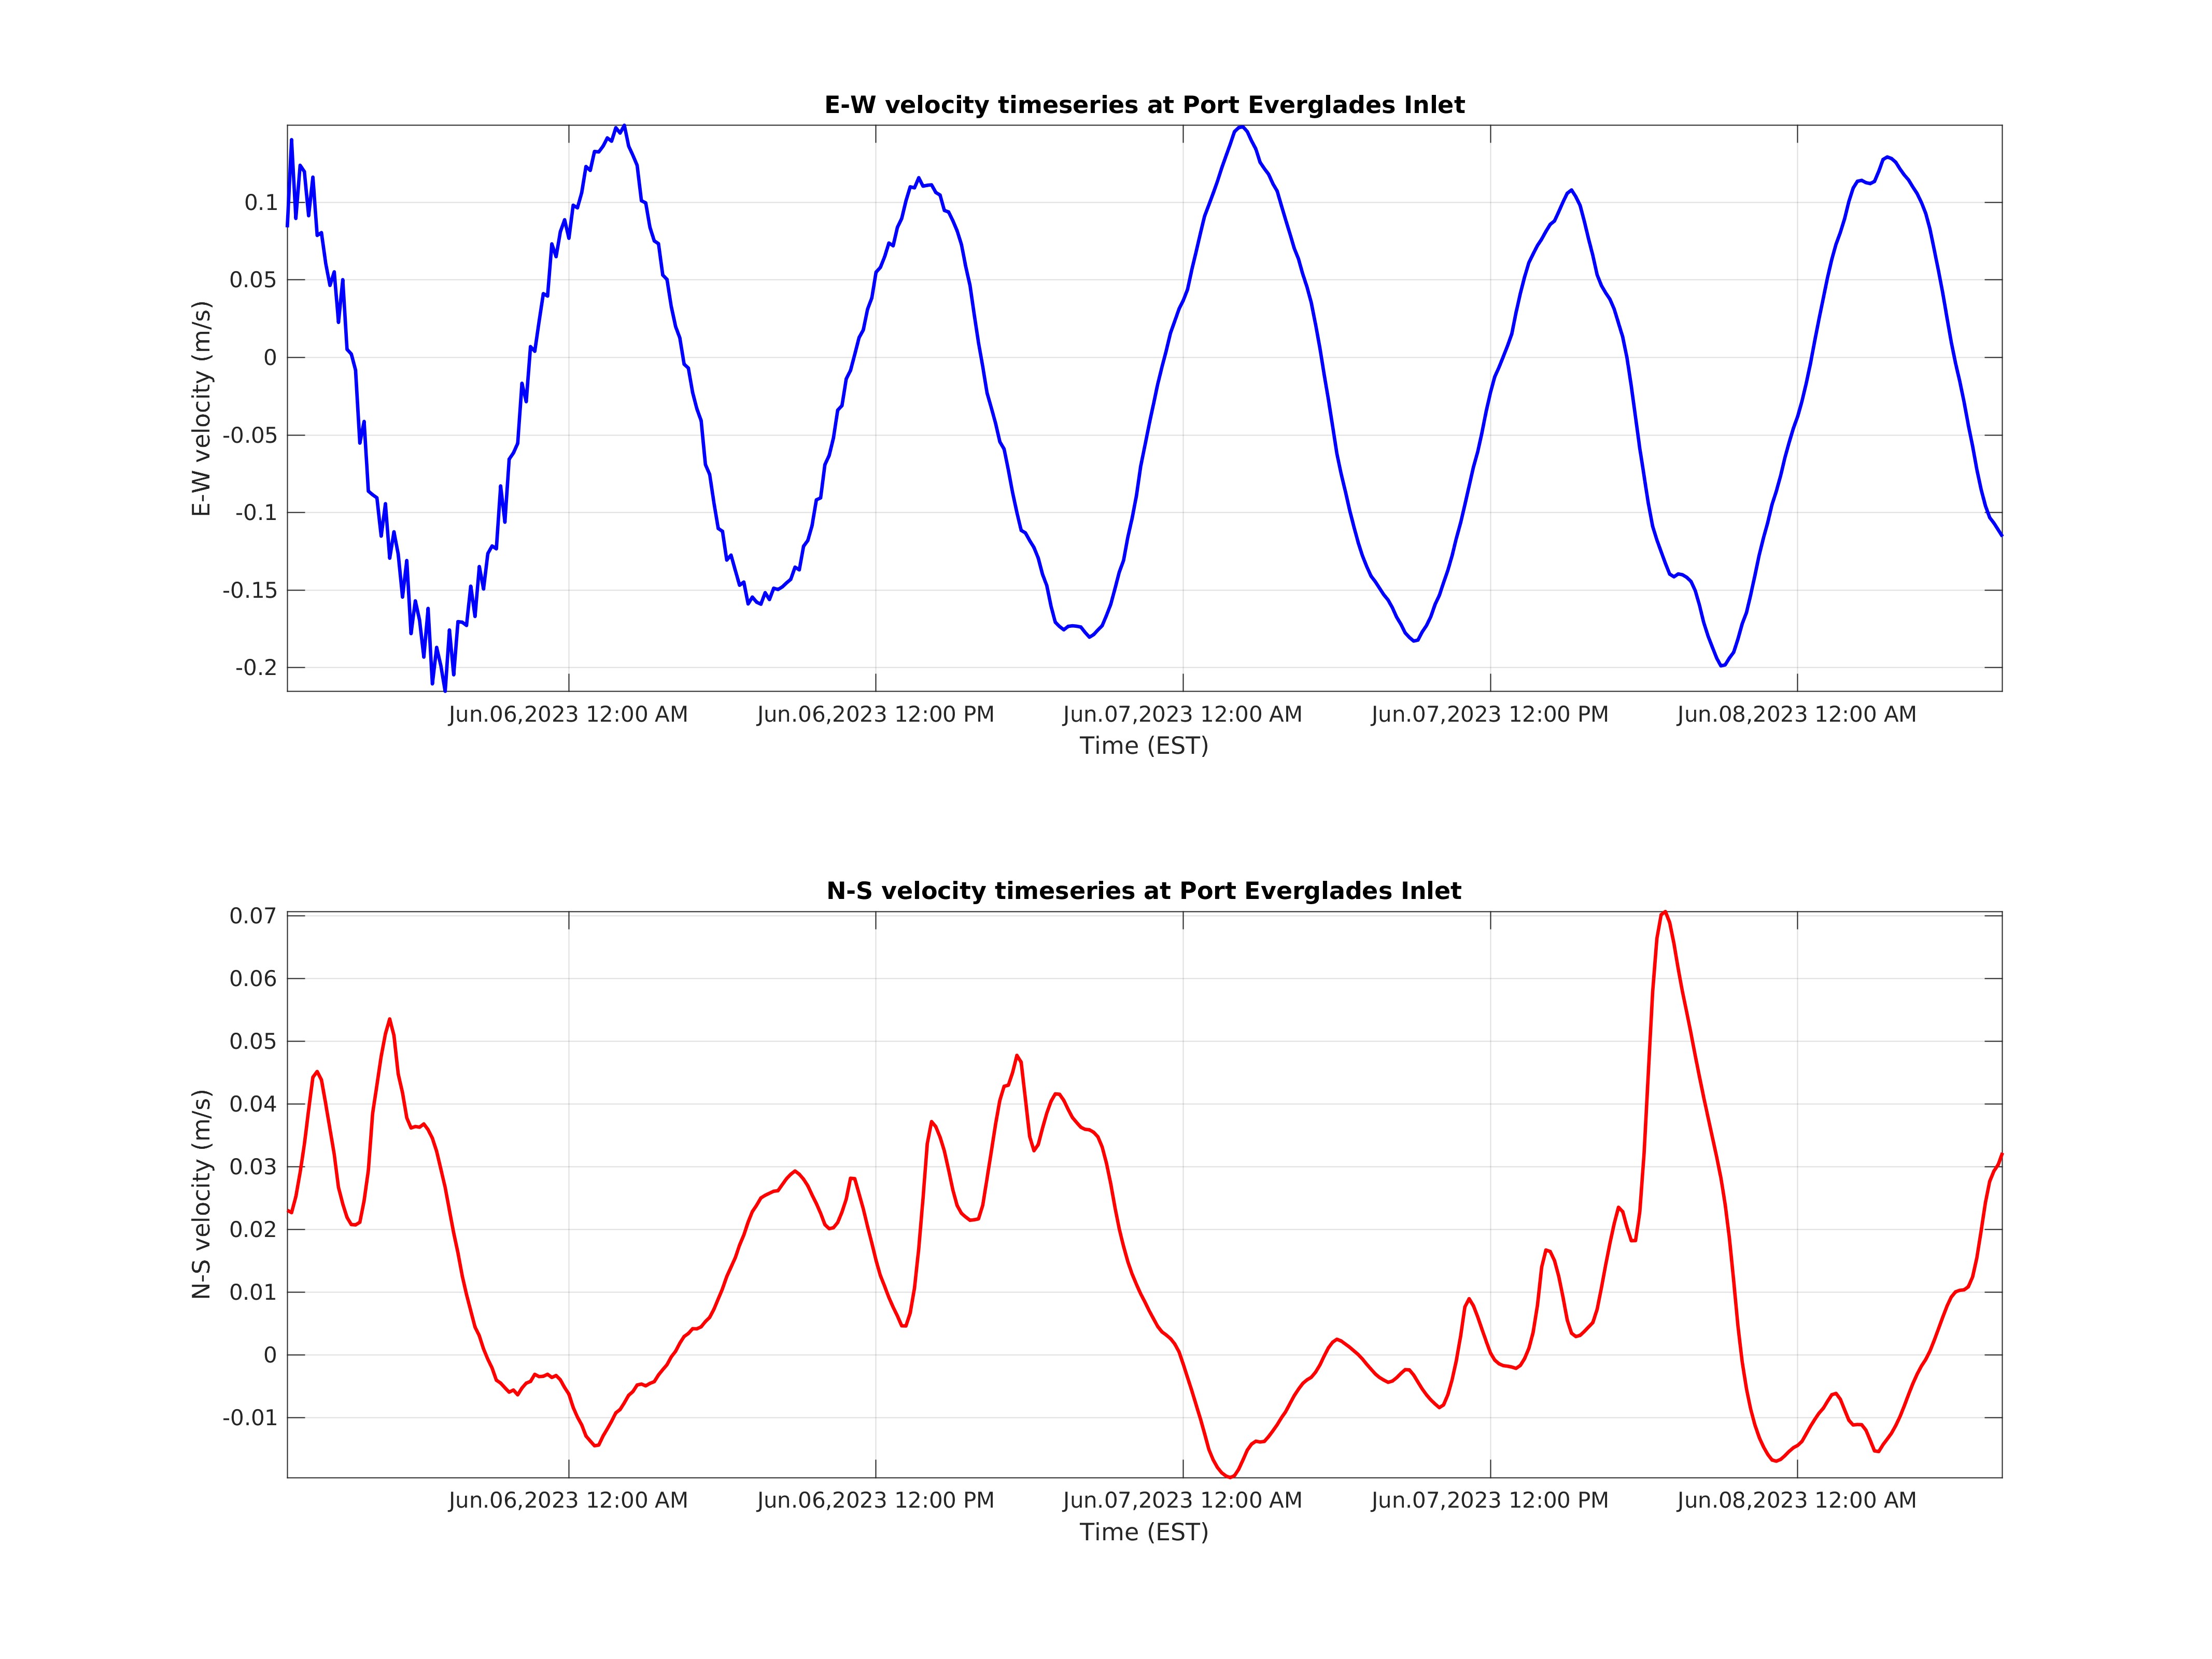 E-W velocity timeseries at Port Everglades Inlet
E-W velocity (m/s)
0.1
0.05
0
-0.05
-0.1
-0.15
-0.2
Jun.06,2023 12:00 AM Jun.06,2023 12:00 PM Jun.07,2023 12:00 AM Jun.07,2023 12:00 PM Jun.08,2023 12:00 AM
Time (EST)
N-S velocity timeseries at Port Everglades Inlet
N-S velocity (m/s)
0.07
0.06
0.05
0.04
0.03
0.02
0.01
0
-0.01
Jun.06,2023 12:00 AM Jun.06,2023 12:00 PM Jun.07,2023 12:00 AM Jun.07,2023 12:00 PM Jun.08,2023 12:00 AM
Time (EST)